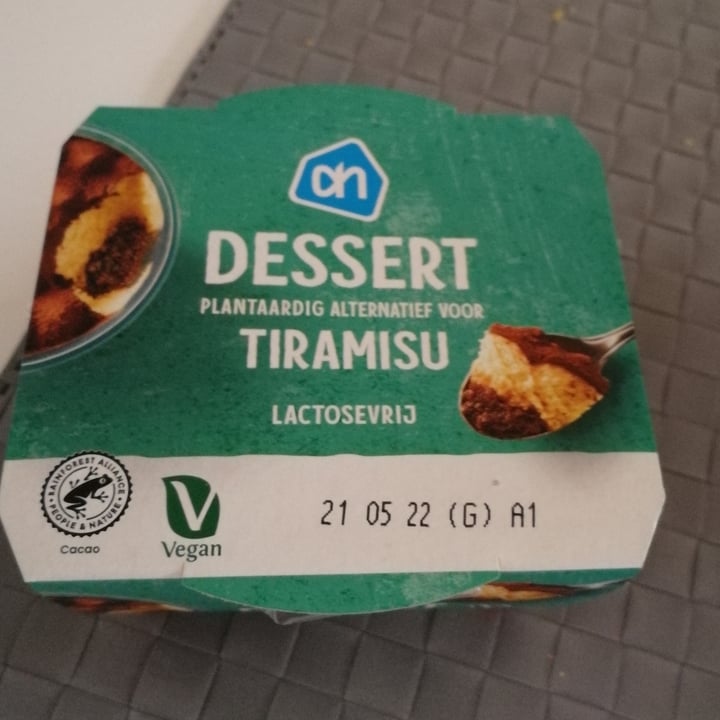 ah
DESSERT
PLANTAARDIG ALTERNATIEF VOOR
TIRAMISU
LACTOSEVRIJ
RAINFOREST ALLIANCE
PEOPLE & NATURE
Cacao
V
Vegan
21 05 22 (G) A1